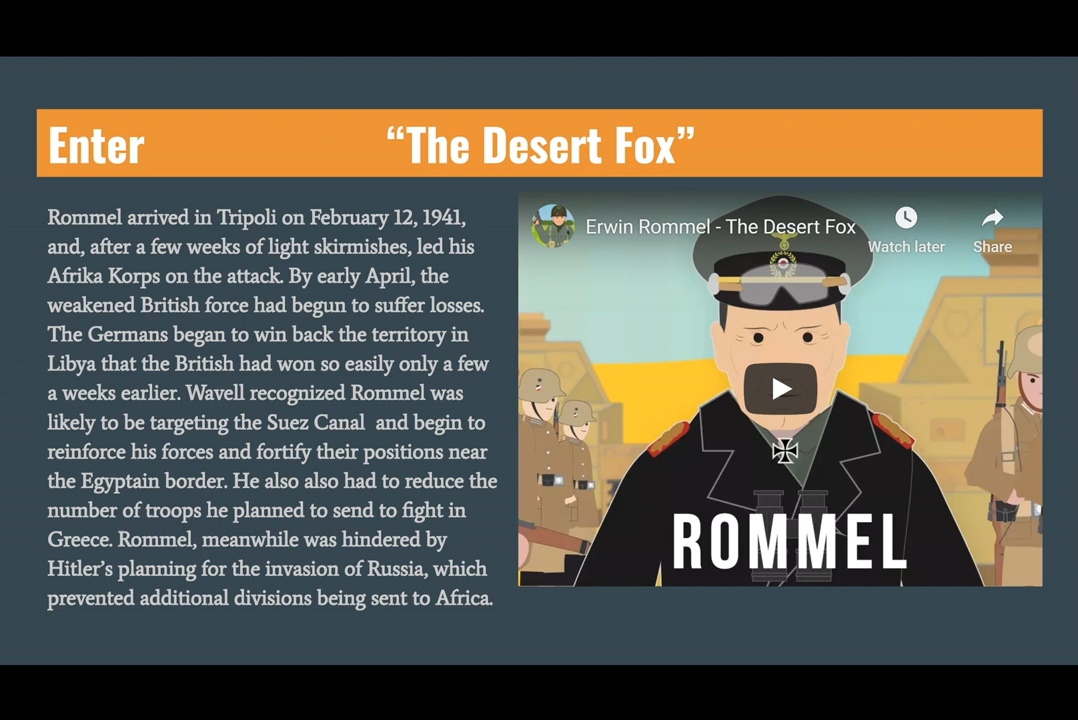 Enter “The Desert Fox”
Rommel arrived in Tripoli on February 12, 1941,
and, after a few weeks of light skirmishes, led his
Afrika Korps on the attack. By early April, the
weakened British force had begun to suffer losses.
The Germans began to win back the territory in
Libya that the British had won so easily only a few
a weeks earlier. Wavell recognized Rommel was
likely to be targeting the Suez Canal  and begin to
reinforce his forces and fortify their positions near
the Egyptain border. He also also had to reduce the
number of troops he planned to send to fight in
Greece. Rommel, meanwhile was hindered by
Hitler’s planning for the invasion of Russia, which
prevented additional divisions being sent to Africa.
Erwin Rommel - The Desert Fox
Watch later
Share
ROMMEL